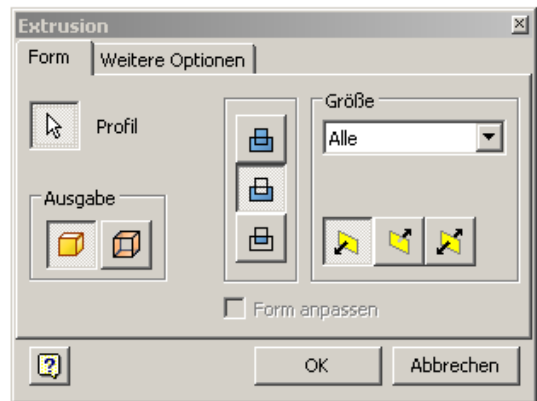 Extrusion
Form
Weitere Optionen
Profil
Größe
Alle
Ausgabe
Form anpassen
OK
Abbrechen